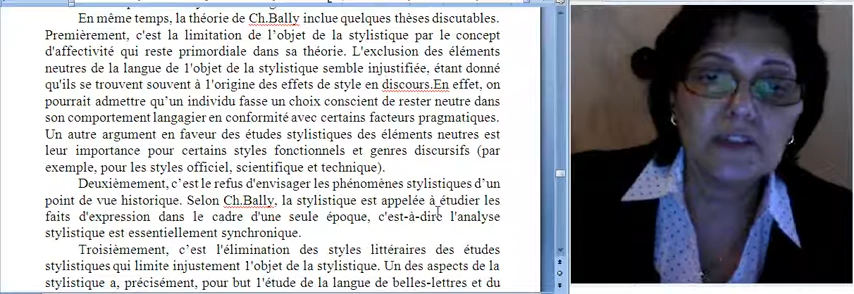 En même temps, la théorie de Ch.Bally inclue quelques thèses discutables.
Premièrement, c'est la limitation de l'objet de la stylistique par le concept
d'affectivité qui reste primordiale dans sa théorie. L'exclusion des éléments
neutres de la langue de l'objet de la stylistique semble injustifiée, étant donné
qu'ils se trouvent souvent à l'origine des effets de style en discours.En effet, on
pourrait admettre qu'un individu fasse un choix conscient de rester neutre dans
son comportement langagier en conformité avec certains facteurs pragmatiques.
Un autre argument en faveur des études stylistiques des éléments neutres est
leur importance pour certains styles fonctionnels et genres discursifs (par
exemple, pour les styles officiel, scientifique et technique).
Deuxièmement, c'est le refus d'envisager les phénomènes stylistiques d'un
point de vue historique. Selon Ch.Bally, la stylistique est appelée à étudier les
faits d'expression dans le cadre d'une seule époque, c'est-à-dire l'analyse
stylistique est essentiellement synchronique.
Troisièmement, c'est l'élimination des styles littéraires des études
stylistiques qui limite injustement l'objet de la stylistique. Un des aspects de la
stylistique a, précisément, pour but l'étude de la langue de belles-lettres et du